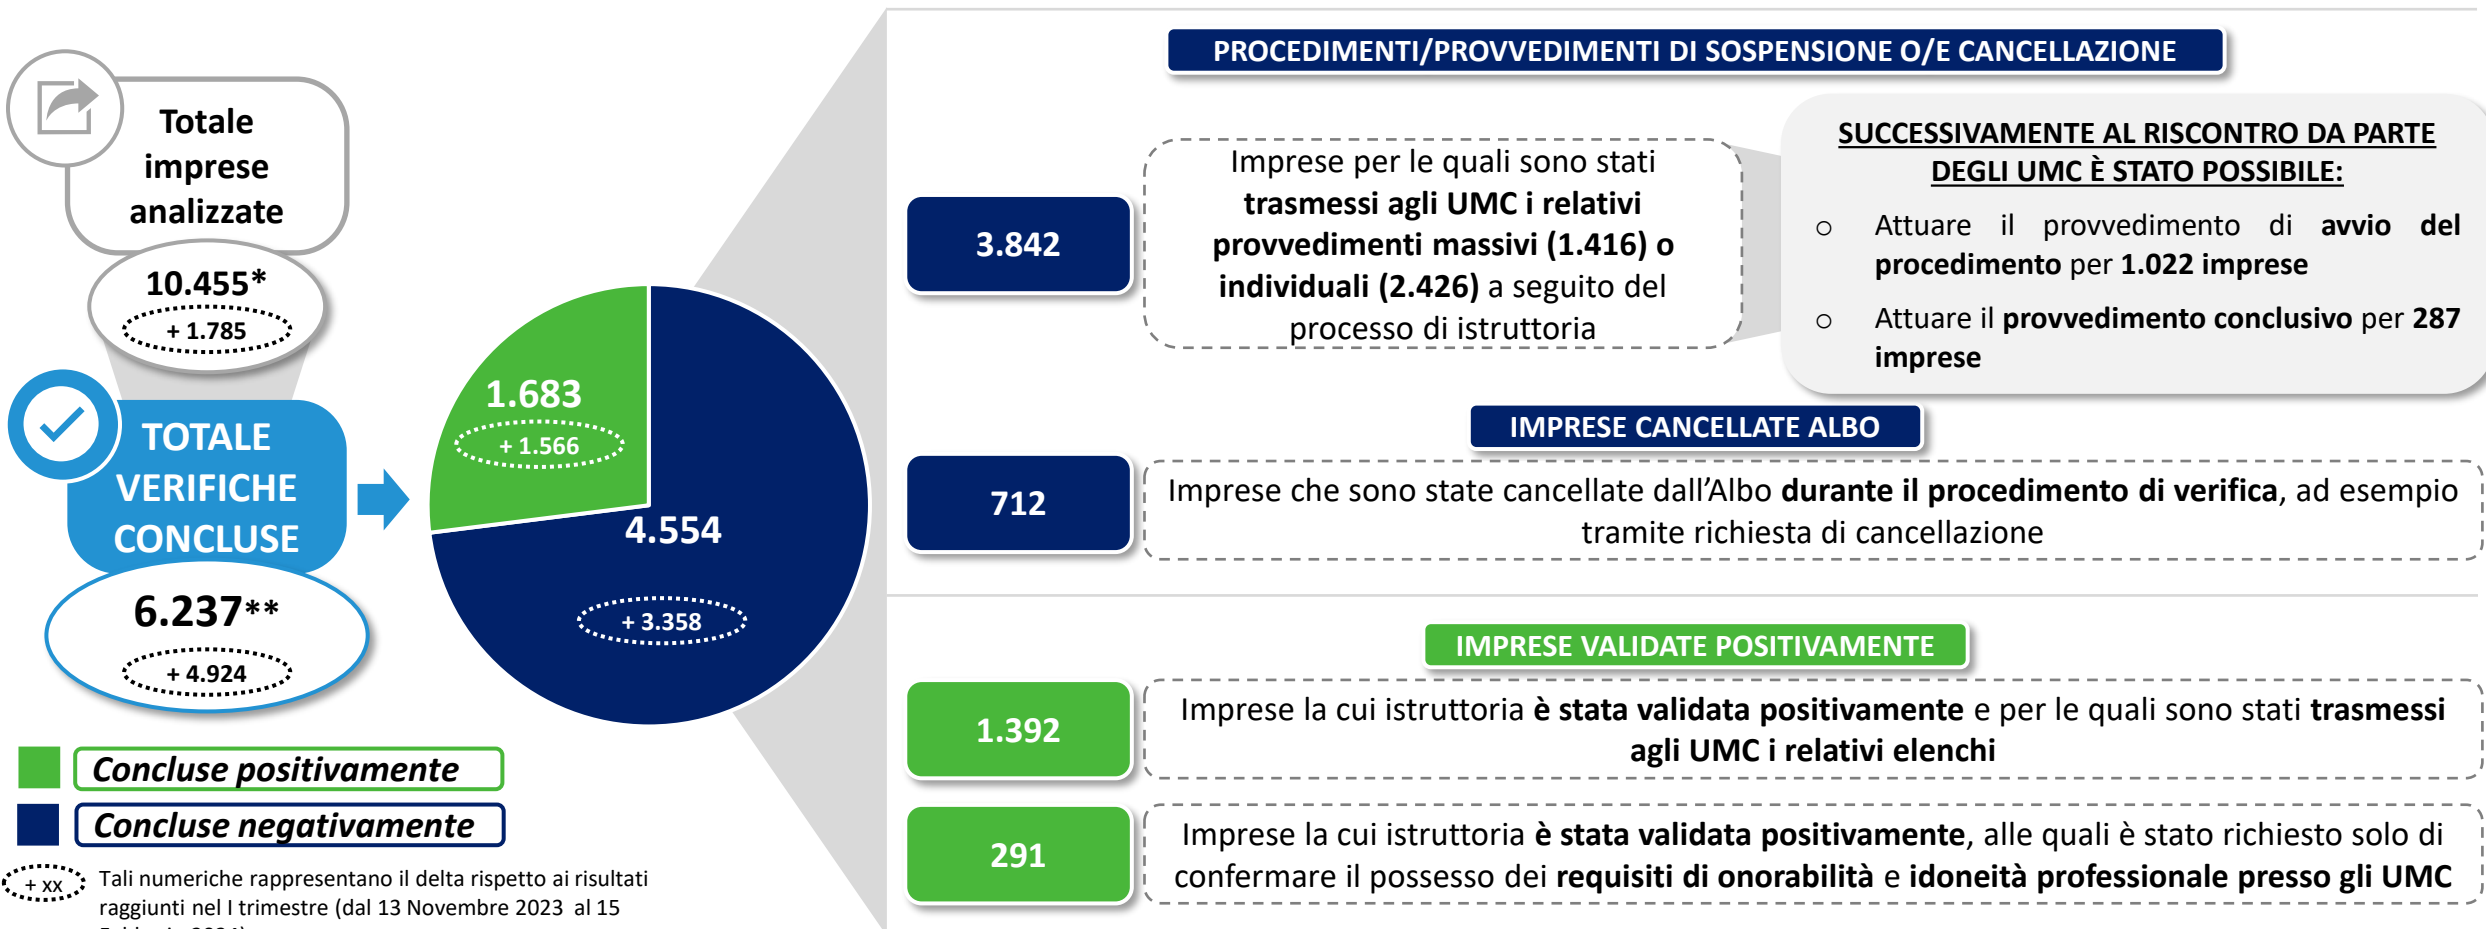 Totale
imprese
analizzate
10.455*
+ 1.785
TOTALE
VERIFICHE
CONCLUSE
6.237**
+ 4.924
1.683
+ 1.566
4.554
+ 3.358
Concluse positivamente
Concluse negativamente
+ xx
Tali numeriche rappresentano il delta rispetto ai risultati
raggiunti nel I trimestre (dal 13 Novembre 2023 al 15
PROCEDIMENTI/PROVVEDIMENTI DI SOSPENSIONE O/E CANCELLAZIONE
3.842
Imprese per le quali sono stati
trasmessi agli UMC i relativi
provvedimenti massivi (1.416) o
individuali (2.426) a seguito del
processo di istruttoria
SUCCESSIVAMENTE AL RISCONTRO DA PARTE
DEGLI UMC È STATO POSSIBILE:
o Attuare il provvedimento di avvio del
procedimento per 1.022 imprese
o Attuare il provvedimento conclusivo per 287
imprese
IMPRESE CANCELLATE ALBO
712
Imprese che sono state cancellate dall'Albo durante il procedimento di verifica, ad esempio
tramite richiesta di cancellazione
IMPRESE VALIDATE POSITIVAMENTE
1.392
Imprese la cui istruttoria è stata validata positivamente e per le quali sono stati trasmessi
agli UMC i relativi elenchi
291
Imprese la cui istruttoria è stata validata positivamente, alle quali è stato richiesto solo di
confermare il possesso dei requisiti di onorabilità e idoneità professionale presso gli UMC